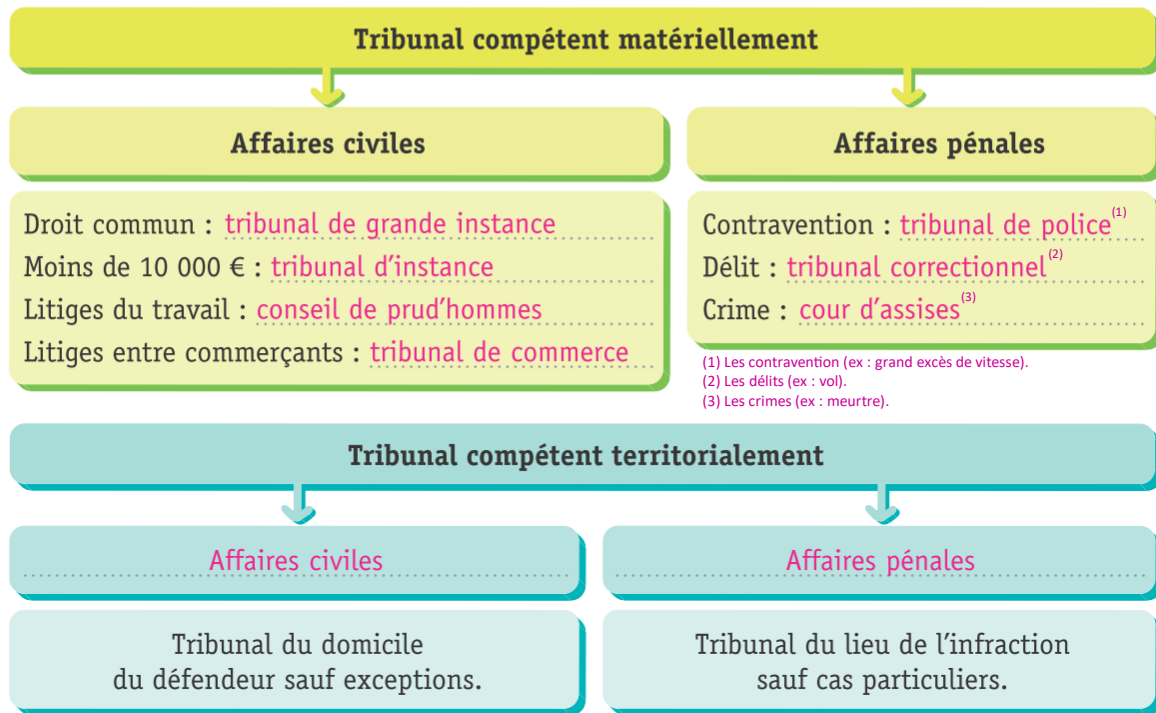 Tribunal compétent matériellement
Affaires civiles
Droit commun : tribunal de grande instance
Moins de 10 000 € : tribunal d'instance
Litiges du travail : conseil de prud'hommes
Litiges entre commerçants : tribunal de commerce
Affaires pénales
Contravention : tribunal de police(1)
Délit : tribunal correctionnel(2)
Crime : cour d'assises(3)
(1) Les contravention (ex : grand excès de vitesse).
(2) Les délits (ex : vol).
(3) Les crimes (ex : meurtre).
Tribunal compétent territorialement
Affaires civiles
Tribunal du domicile
du défendeur sauf exceptions.
Affaires pénales
Tribunal du lieu de l'infraction
sauf cas particuliers.